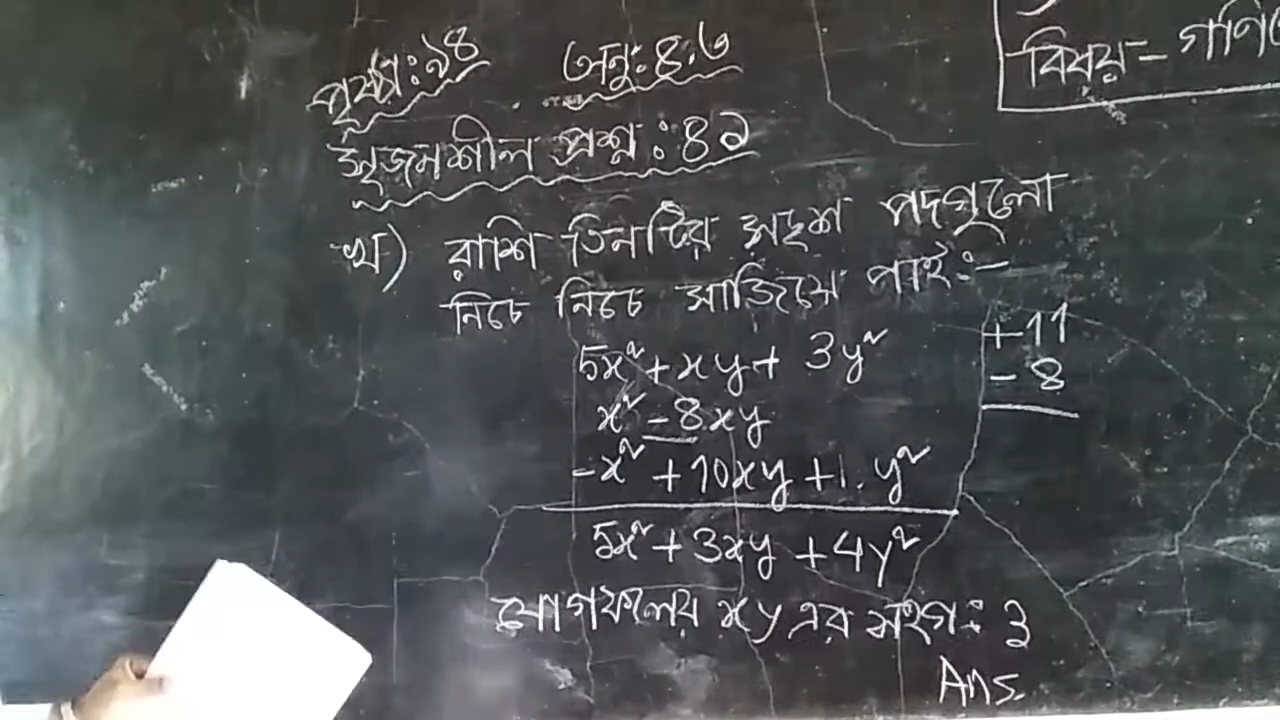 পৃষ্ঠা:৯৪ অনু:৪.৩
বিষয়-গণিত
সৃজনশীল প্রশ্ন:৪১
খ) রাশি তিনটির সদৃশ পদগুলো
নিচে নিচে সাজিয়ে পাই:-
5x²+xy+3y²
+11
x²-8xy
-8
-x²+10xy+1.y²
5x²+3xy+4y²
যোগফলের xy এর সহগ: 3
Ans